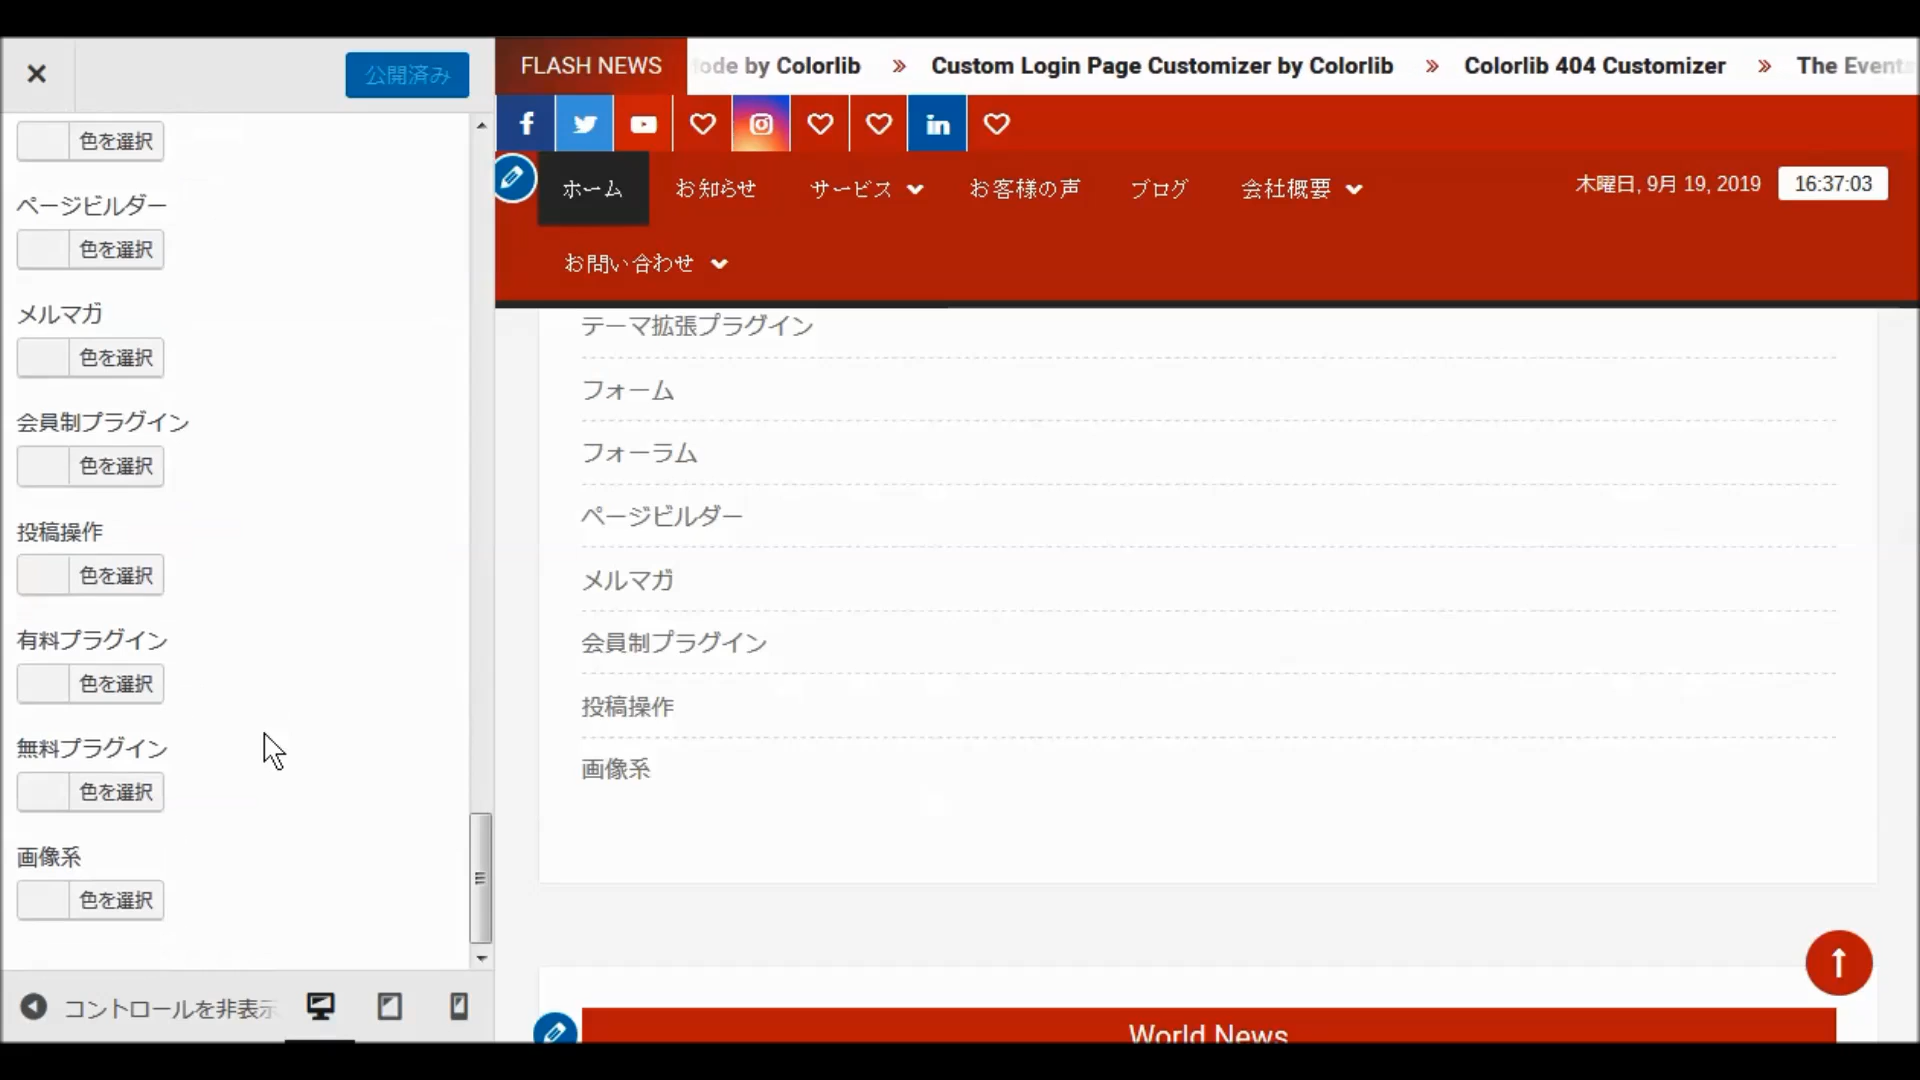 公開済み
色を選択
ページビルダー
色を選択
メルマガ
色を選択
会員制プラグイン
色を選択
投稿操作
色を選択
有料プラグイン
色を選択
無料プラグイン
色を選択
画像系
色を選択
コントロールを非表示
FLASH NEWS
ode by Colorlib » Custom Login Page Customizer by Colorlib » Colorlib 404 Customizer » The Events
ホーム お知らせ サービス お客様の声 ブログ 会社概要
木曜日, 9月 19, 2019 16:37:03
お問い合わせ
テーマ拡張プラグイン
フォーム
フォーラム
ページビルダー
メルマガ
会員制プラグイン
投稿操作
画像系
World News